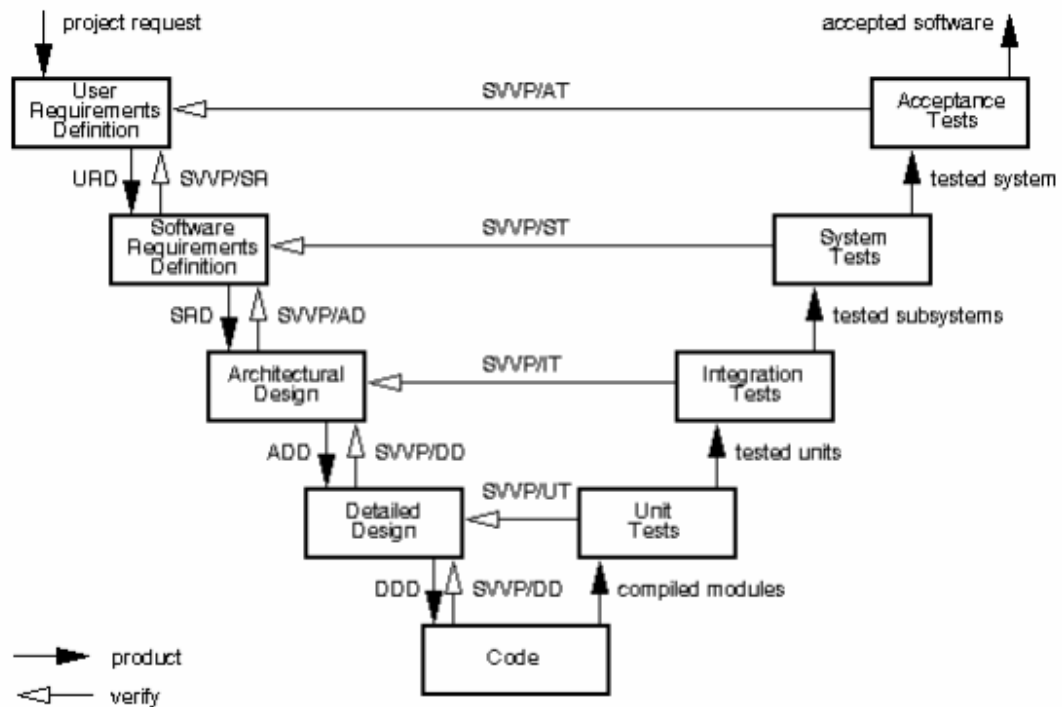 project request
accepted software
User
Requirements
Definition
SVVP/AT
Acceptance
Tests
URD
SVVP/SR
tested system
Software
Requirements
Definition
SVVP/ST
System
Tests
SRD
SVVP/AD
tested subsystems
Architectural
Design
SVVP/IT
Integration
Tests
ADD
SVVP/DD
tested units
Detailed
Design
SVVP/UT
Unit
Tests
DDD
SVVP/DD
compiled modules
Code
product
verify